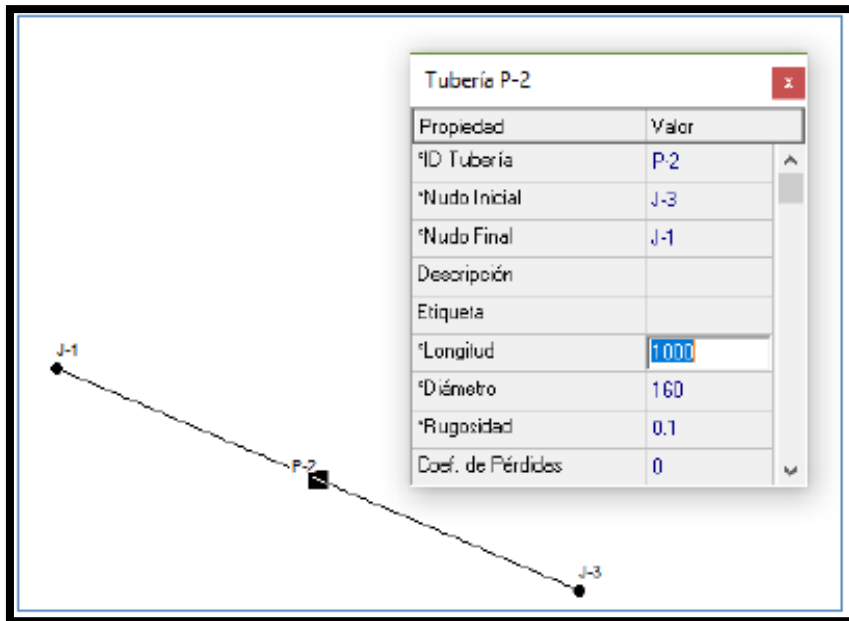 Tubería P-2
x
Propiedad Valor
*ID Tubería P-2
*Nudo Inicial J-3
*Nudo Final J-1
Descripción
Etiqueta
*Longitud 1000
*Diámetro 160
*Rugosidad 0.1
Coef. de Pérdidas 0
J-1
P-2
J-3